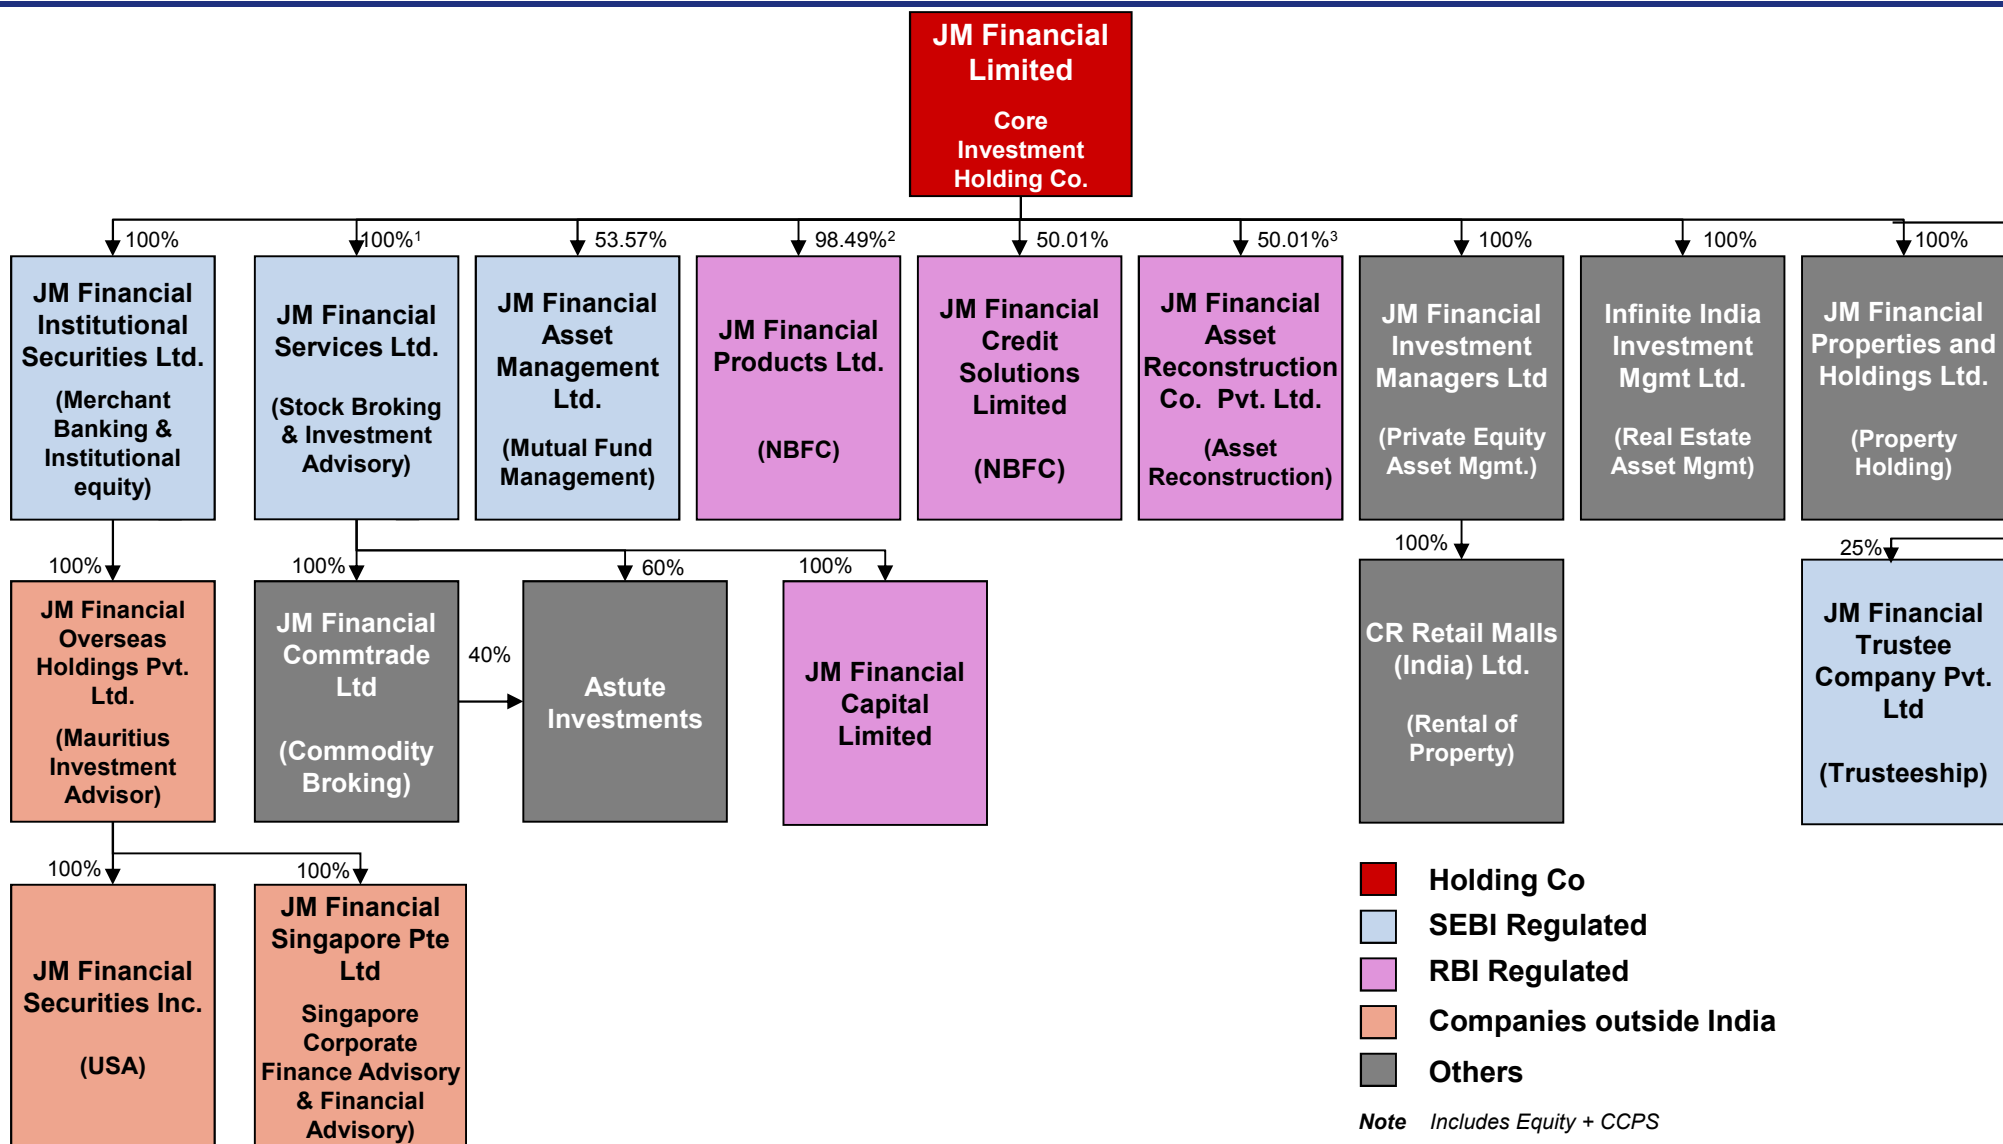 JM Financial
Limited
Core
Investment
Holding Co.
100%
100%¹
53.57%
98.49%²
50.01%
50.01%³
100%
100%
100%
JM Financial
Institutional
Securities Ltd.
(Merchant
Banking &
Institutional
equity)
JM Financial
Services Ltd.
(Stock Broking
& Investment
Advisory)
JM Financial
Asset
Management
Ltd.
(Mutual Fund
Management)
JM Financial
Products Ltd.
(NBFC)
JM Financial
Credit
Solutions
Limited
(NBFC)
JM Financial
Asset
Reconstruction
Co. Pvt. Ltd.
(Asset
Reconstruction)
JM Financial
Investment
Managers Ltd
(Private Equity
Asset Mgmt.)
Infinite India
Investment
Mgmt Ltd.
(Real Estate
Asset Mgmt)
JM Financial
Properties and
Holdings Ltd.
(Property
Holding)
100%
100%
60%
100%
100%
25%
JM Financial
Overseas
Holdings Pvt.
Ltd.
(Mauritius
Investment
Advisor)
JM Financial
Commtrade
Ltd
(Commodity
Broking)
40%
Astute
Investments
JM Financial
Capital
Limited
CR Retail Malls
(India) Ltd.
(Rental of
Property)
JM Financial
Trustee
Company Pvt.
Ltd
(Trusteeship)
100%
100%
JM Financial
Securities Inc.
(USA)
JM Financial
Singapore Pte
Ltd
Singapore
Corporate
Finance Advisory
& Financial
Advisory)
Holding Co
SEBI Regulated
RBI Regulated
Companies outside India
Others
Note Includes Equity + CCPS